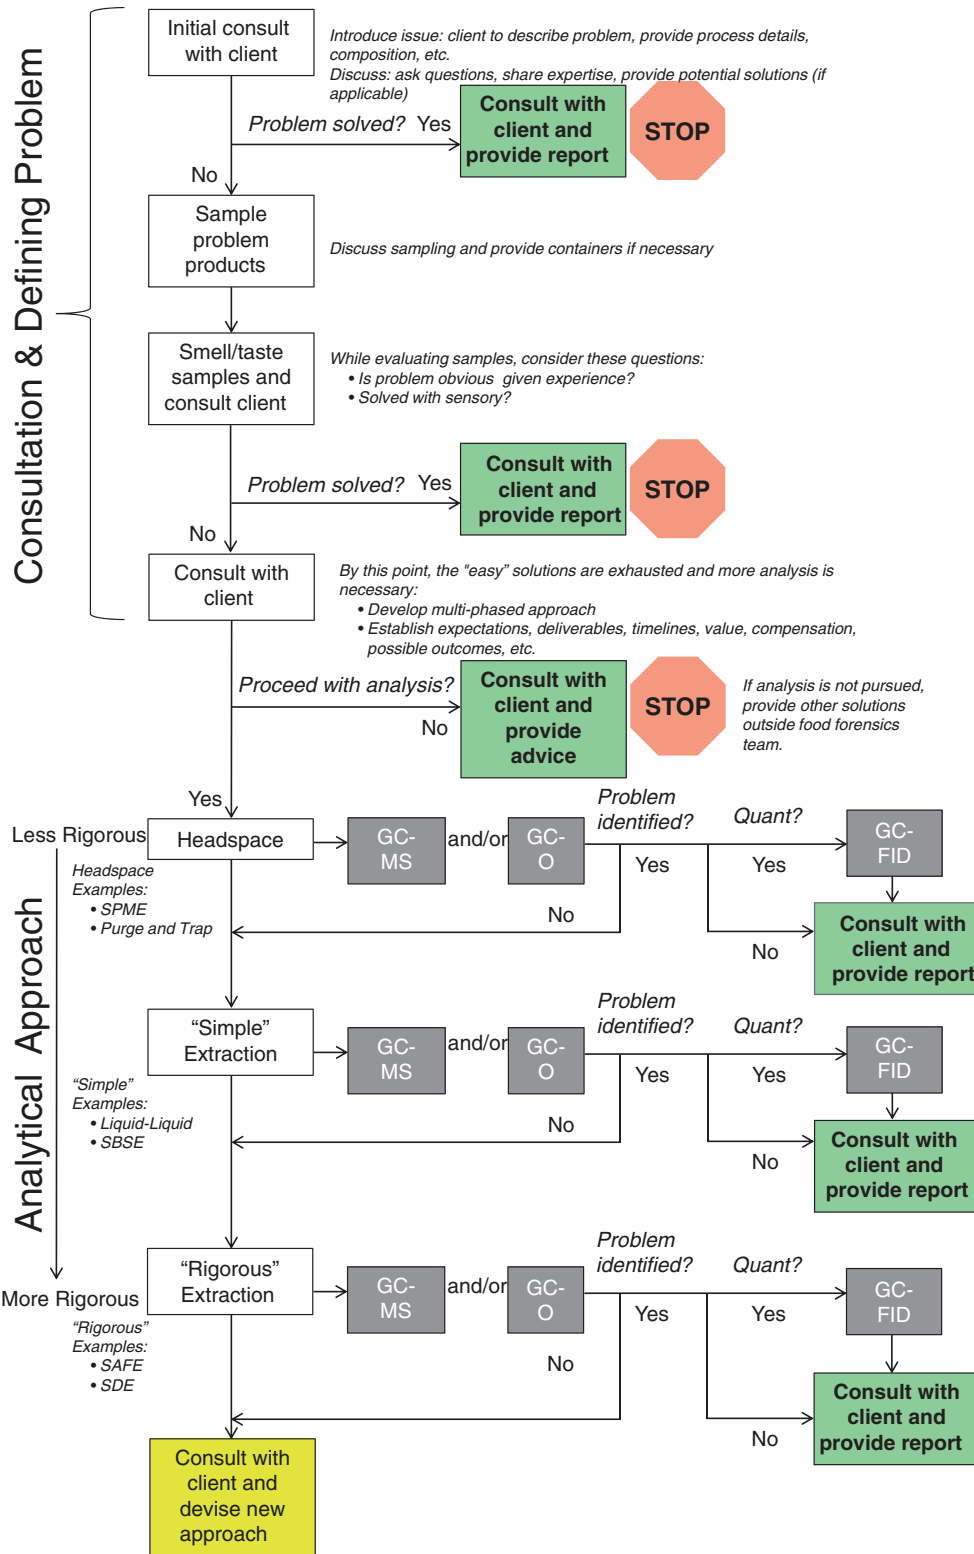 Consultation & Defining Problem
Initial consult
with client
Introduce issue: client to describe problem, provide process details,
composition, etc.
Discuss: ask questions, share expertise, provide potential solutions (if
applicable)
Problem solved? Yes
Consult with
client and
provide report
STOP
No
Sample
problem
products
Discuss sampling and provide containers if necessary
Smell/taste
samples and
consult client
While evaluating samples, consider these questions:
• Is problem obvious given experience?
• Solved with sensory?
Problem solved? Yes
Consult with
client and
provide report
STOP
No
Consult with
client
By this point, the "easy" solutions are exhausted and more analysis is
necessary:
• Develop multi-phased approach
• Establish expectations, deliverables, timelines, value, compensation,
possible outcomes, etc.
Proceed with analysis?
No
Consult with
client and
provide
advice
STOP
If analysis is not pursued,
provide other solutions
outside food forensics
team.
Yes
Analytical Approach
Less Rigorous
Headspace
GC-
MS
and/or
GC-
O
Problem
identified?
Yes
No
Quant?
Yes
No
GC-
FID
Consult with
client and
provide report
Headspace
Examples:
• SPME
• Purge and Trap
“Simple”
Extraction
GC-
MS
and/or
GC-
O
Problem
identified?
Yes
No
Quant?
Yes
No
GC-
FID
Consult with
client and
provide report
“Simple”
Examples:
• Liquid-Liquid
• SBSE
More Rigorous
“Rigorous”
Extraction
GC-
MS
and/or
GC-
O
Problem
identified?
Yes
No
Quant?
Yes
No
GC-
FID
Consult with
client and
provide report
“Rigorous”
Examples:
• SAFE
• SDE
Consult with
client and
devise new
approach